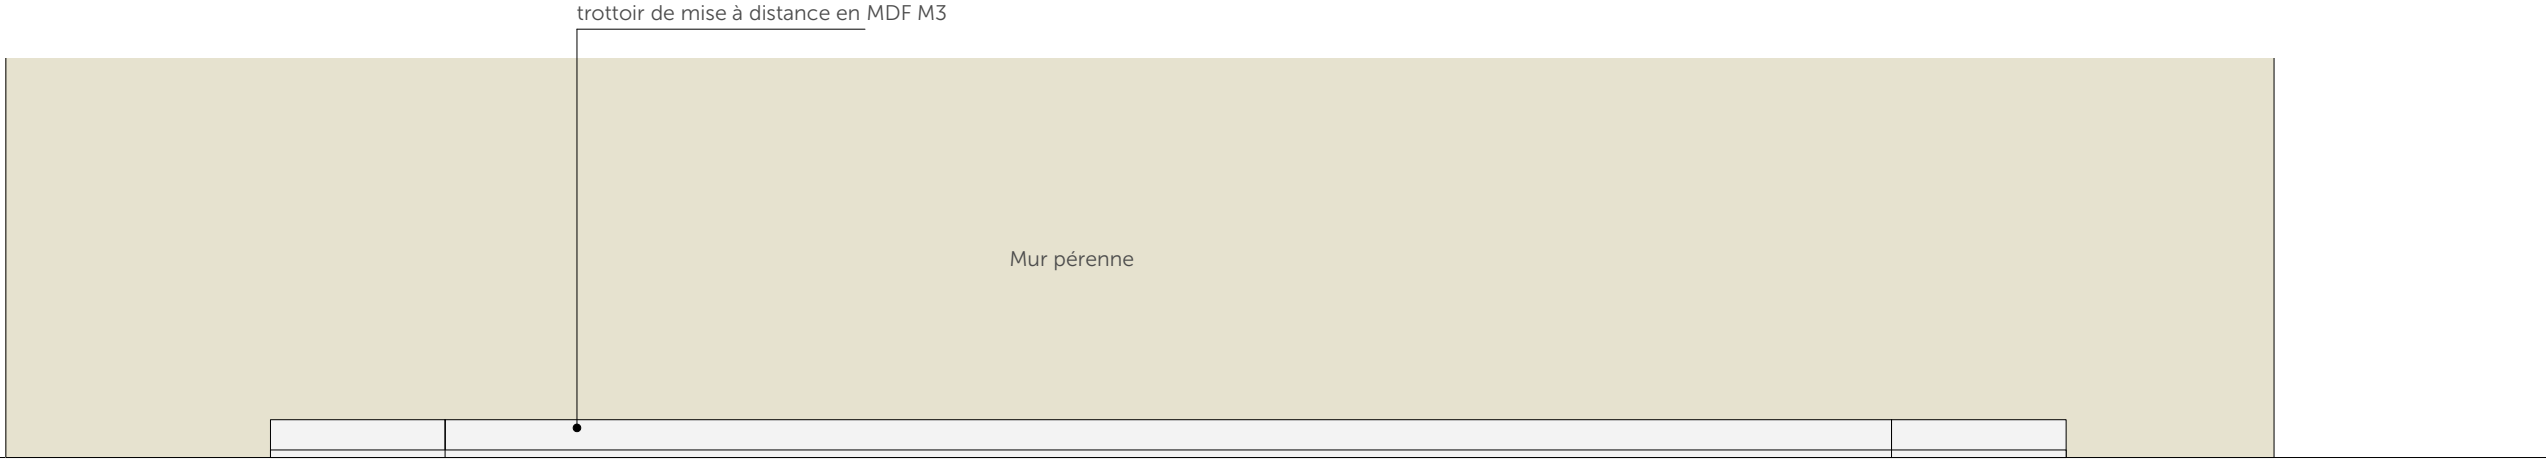 trottoir de mise à distance en MDF M3
Mur pérenne